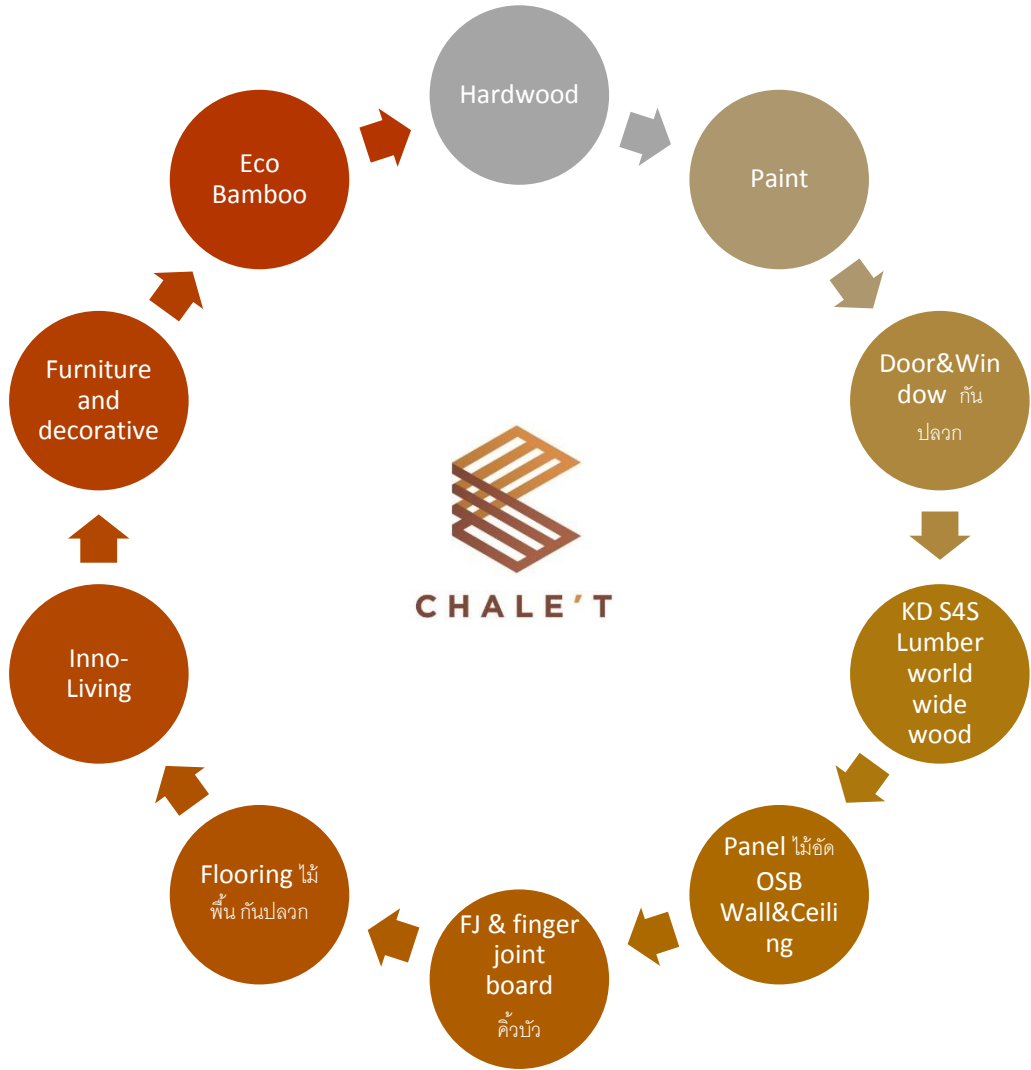 Hardwood
Paint
Door&Win
dow กัน
ปลวก
KD S4S
Lumber
world
wide
wood
Panel ไม้อัด
OSB
Wall&Ceili
ng
FJ & finger
joint
board
คิ้วบัว
Flooring ไม้
พื้น กันปลวก
Inno-
Living
Furniture
and
decorative
Eco
Bamboo
CHALE'T